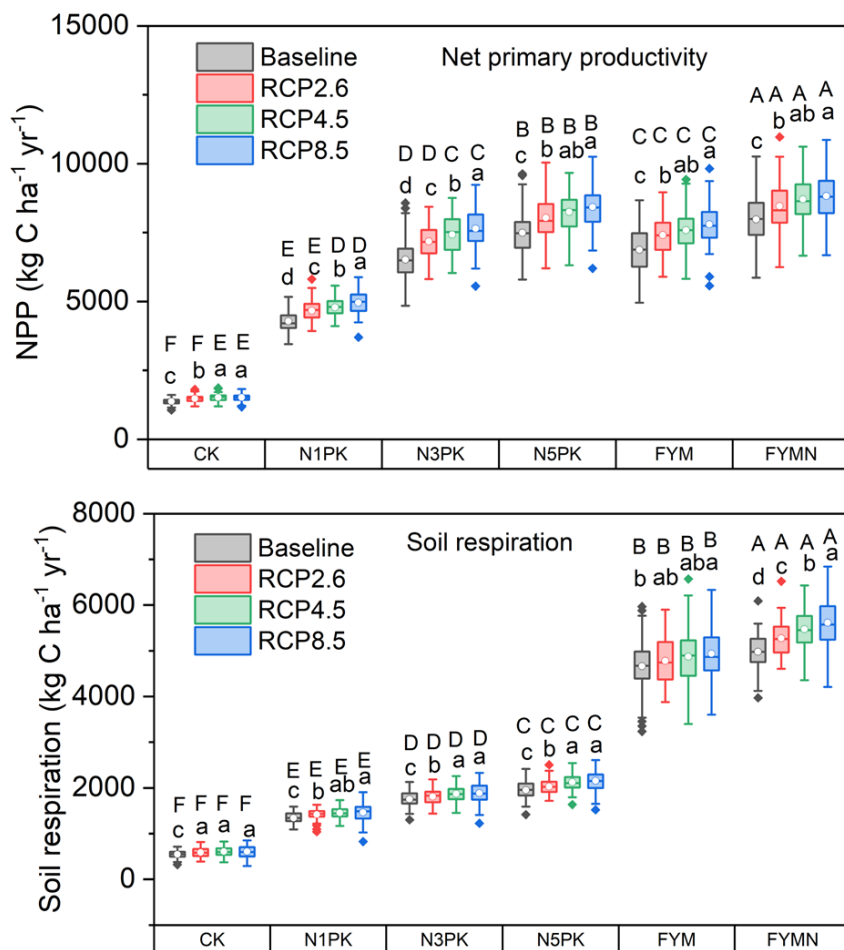 15000
Baseline
Net primary productivity
RCP2.6
RCP4.5
RCP8.5
10000
5000
0
NPP (kg C ha⁻¹ yr⁻¹)
F F E E
c b a a
E E D D
d c b a
D D C C
d c b a
B B B B
c b ab a
C C C C
c b ab a
A A A A
c b ab a
CK N1PK N3PK N5PK FYM FYMN
8000
Baseline
Soil respiration
RCP2.6
RCP4.5
RCP8.5
6000
4000
2000
0
Soil respiration (kg C ha⁻¹ yr⁻¹)
F F F F
c a a a
E E E E
c b ab a
D D D D
c b a a
C C C C
c b a a
B B B B
b ab aba
A A A A
d c b a
CK N1PK N3PK N5PK FYM FYMN